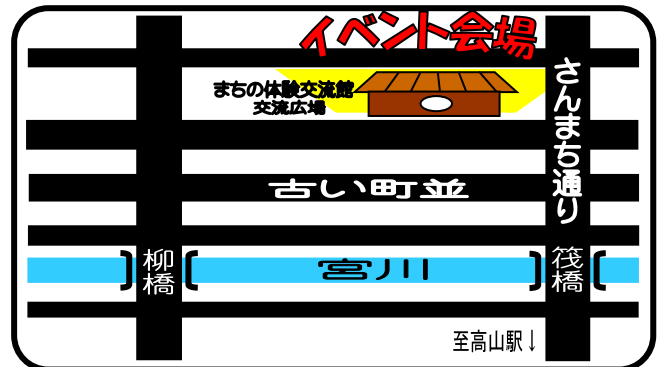 イベント会場
まちの体験交流館
交流広場
さんまち通り
古い町並
柳橋
宮川
筏橋
至高山駅↓